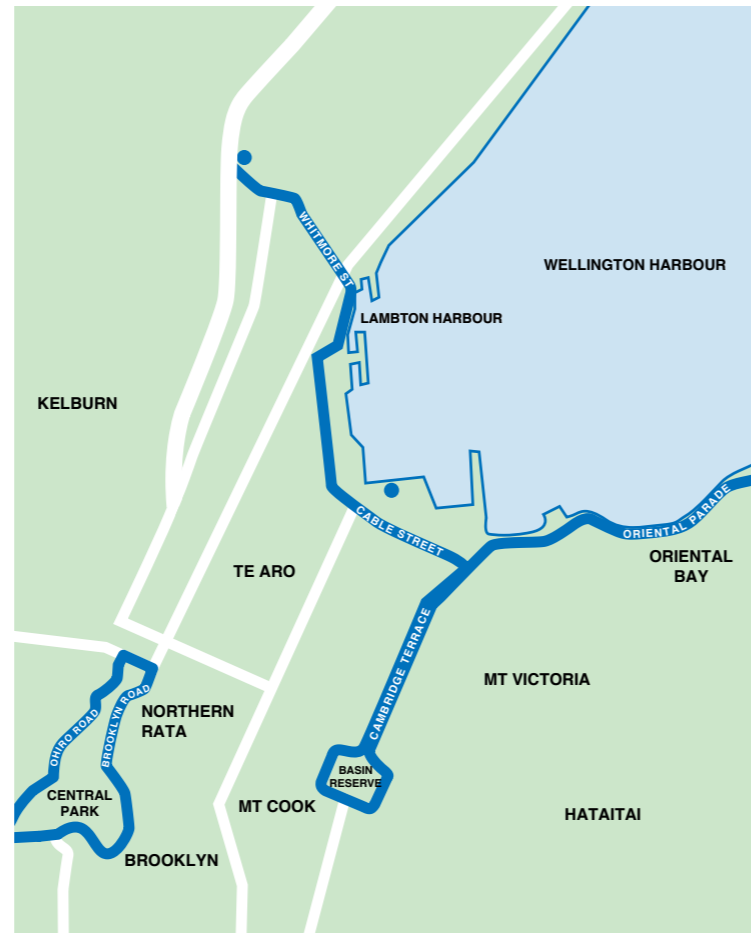 WHITMORE ST
WELLINGTON HARBOUR
LAMBTON HARBOUR
KELBURN
CABLE STREET
ORIENTAL PARADE
ORIENTAL
BAY
TE ARO
CAMBRIDGE TERRACE
MT VICTORIA
OHIRO ROAD
BROOKLYN ROAD
NORTHERN
RATA
BASIN
RESERVE
CENTRAL
PARK
MT COOK
HATAITAI
BROOKLYN